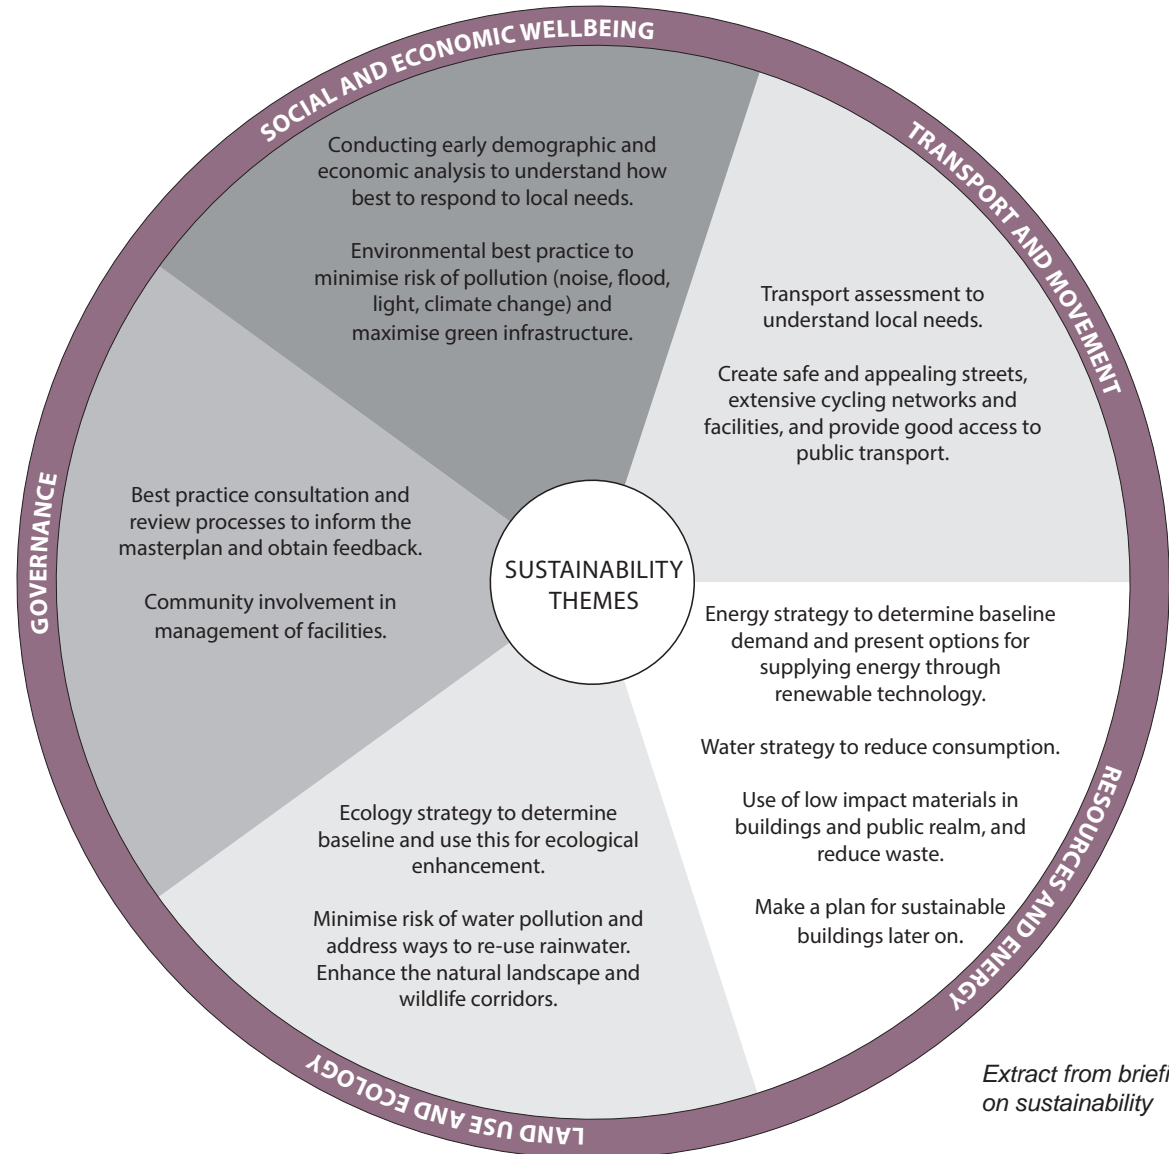 SOCIAL AND ECONOMIC WELLBEING
Conducting early demographic and
economic analysis to understand how
best to respond to local needs.
Environmental best practice to
minimise risk of pollution (noise, flood,
light, climate change) and
maximise green infrastructure.
TRANSPORT AND MOVEMENT
Transport assessment to
understand local needs.
Create safe and appealing streets,
extensive cycling networks and
facilities, and provide good access to
public transport.
GOVERNANCE
Best practice consultation and
review processes to inform the
masterplan and obtain feedback.
Community involvement in
management of facilities.
SUSTAINABILITY
THEMES
Energy strategy to determine baseline
demand and present options for
supplying energy through
renewable technology.
Water strategy to reduce consumption.
Use of low impact materials in
buildings and public realm, and
reduce waste.
Make a plan for sustainable
buildings later on.
RESOURCES AND ENERGY
Ecology strategy to determine
baseline and use this for ecological
enhancement.
Minimise risk of water pollution and
address ways to re-use rainwater.
Enhance the natural landscape and
wildlife corridors.
LAND USE AND ECOLOGY
Extract from briefi
on sustainability